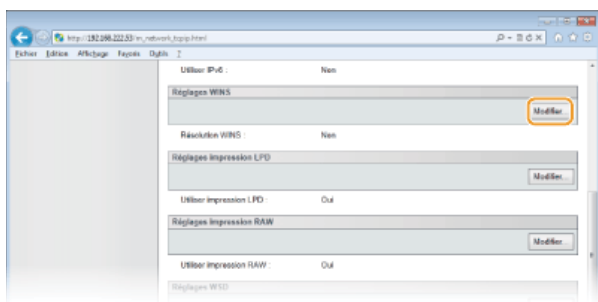 http://192.168.222.53/m_network_tcpip.html
Fichier Edition Affichage Favoris Outils ?
Utiliser IPv6 : Non
Réglages WINS
Modifier...
Résolution WINS : Non
Réglages impression LPD
Modifier...
Utiliser impression LPD : Oui
Réglages impression RAW
Modifier...
Utiliser impression RAW : Oui
Réglages WSD